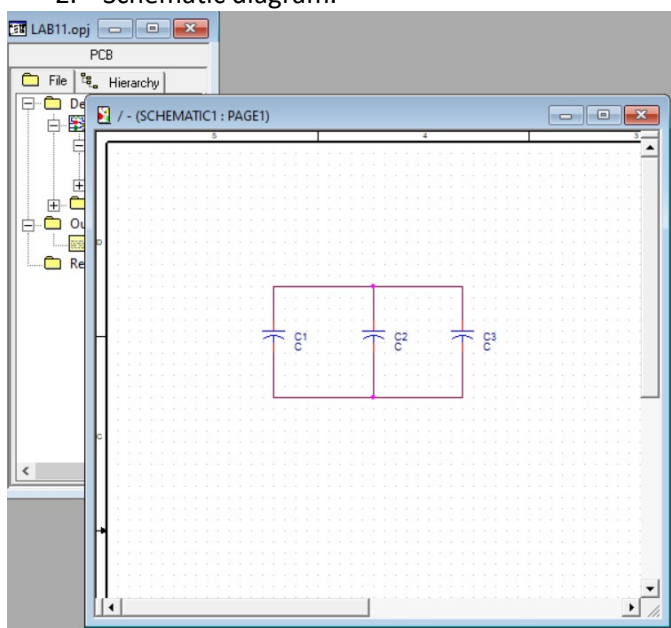 2. Schematic diagram:
LAB11.opj
PCB
File Hierarchy
De
/ - (SCHEMATIC1 : PAGE1)
5 4 3
Ou
Re
D
C1
C
C2
C
C3
C
C